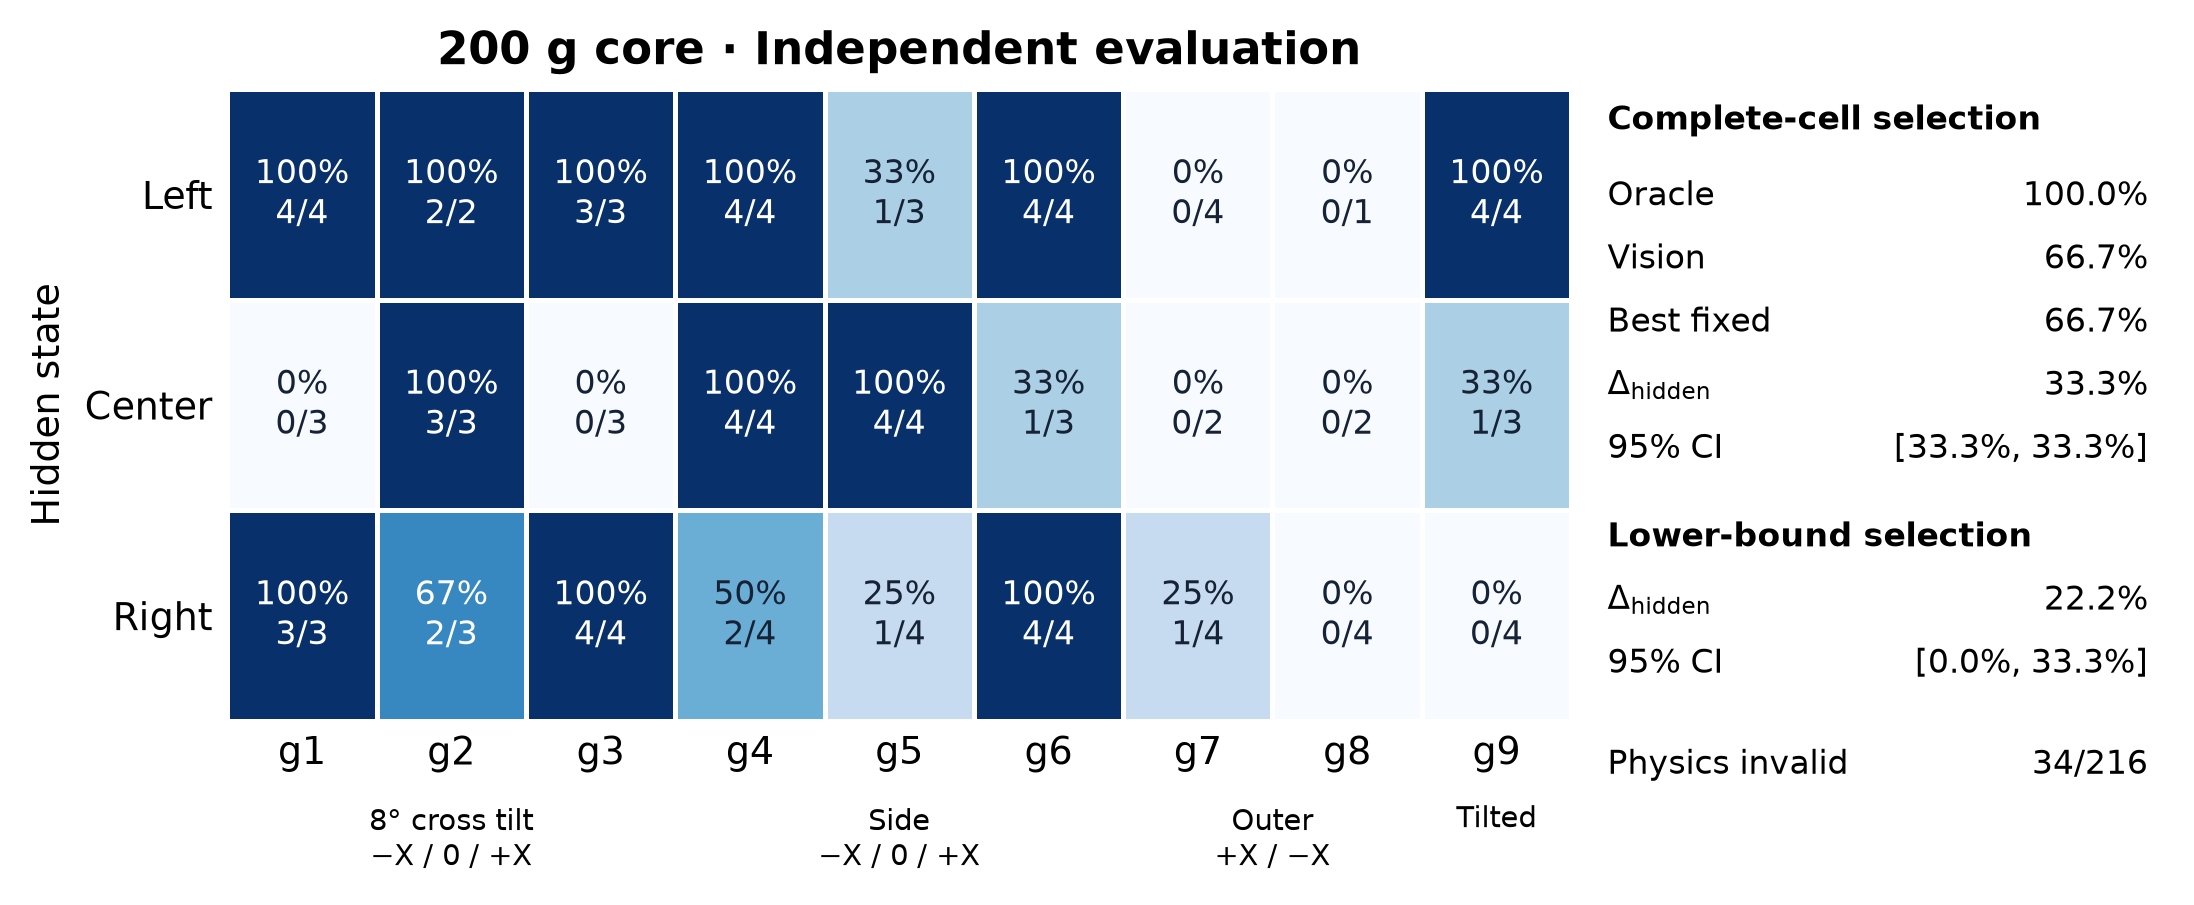 200 g core · Independent evaluation
Hidden state
Left
100% 100% 100% 100% 33% 100% 0% 0% 100%
4/4 2/2 3/3 4/4 1/3 4/4 0/4 0/1 4/4
Center
0% 100% 0% 100% 100% 33% 0% 0% 33%
0/3 3/3 0/3 4/4 4/4 1/3 0/2 0/2 1/3
Right
100% 67% 100% 50% 25% 100% 25% 0% 0%
3/3 2/3 4/4 2/4 1/4 4/4 1/4 0/4 0/4
g1 g2 g3 g4 g5 g6 g7 g8 g9
8° cross tilt
−X / 0 / +X
Side
−X / 0 / +X
Outer
+X / −X
Tilted
Complete-cell selection
Oracle 100.0%
Vision 66.7%
Best fixed 66.7%
Δhidden 33.3%
95% CI [33.3%, 33.3%]
Lower-bound selection
Δhidden 22.2%
95% CI [0.0%, 33.3%]
Physics invalid 34/216